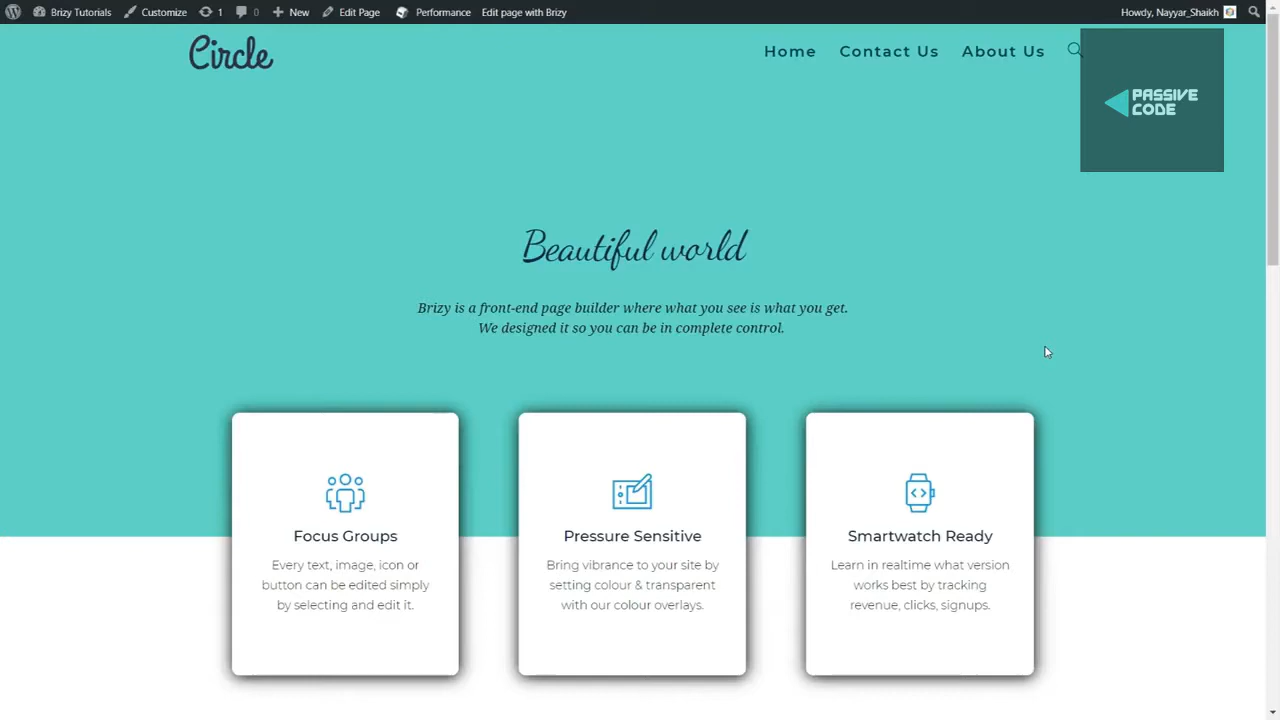 Brizy Tutorials Customize 1 0 New Edit Page Performance Edit page with Brizy Howdy, Nayyar_Shaikh
Circle Home Contact Us About Us
PASSIVE
CODE
Beautiful world
Brizy is a front-end page builder where what you see is what you get.
We designed it so you can be in complete control.
Focus Groups
Every text, image, icon or
button can be edited simply
by selecting and edit it.
Pressure Sensitive
Bring vibrance to your site by
setting colour & transparent
with our colour overlays.
Smartwatch Ready
Learn in realtime what version
works best by tracking
revenue, clicks, signups.